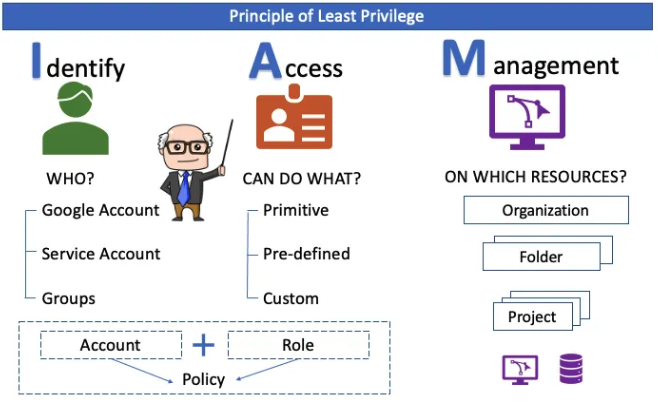 Principle of Least Privilege
Identify
Access
Management
WHO?
CAN DO WHAT?
ON WHICH RESOURCES?
Google Account
Primitive
Organization
Service Account
Pre-defined
Folder
Groups
Custom
Project
Account + Role
Policy